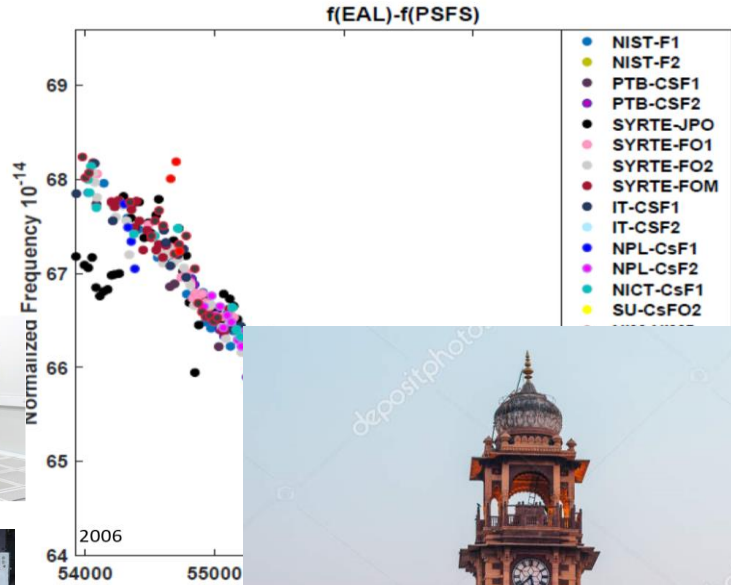 f(EAL)-f(PSFS)
Normalized Frequency 10-14
69
68
67
66
65
64
2006
54000
55000
NIST-F1
NIST-F2
PTB-CSF1
PTB-CSF2
SYRTE-JPO
SYRTE-FO1
SYRTE-FO2
SYRTE-FOM
IT-CSF1
IT-CSF2
NPL-CsF1
NPL-CsF2
NICT-CsF1
SU-CsFO2
depositphotos